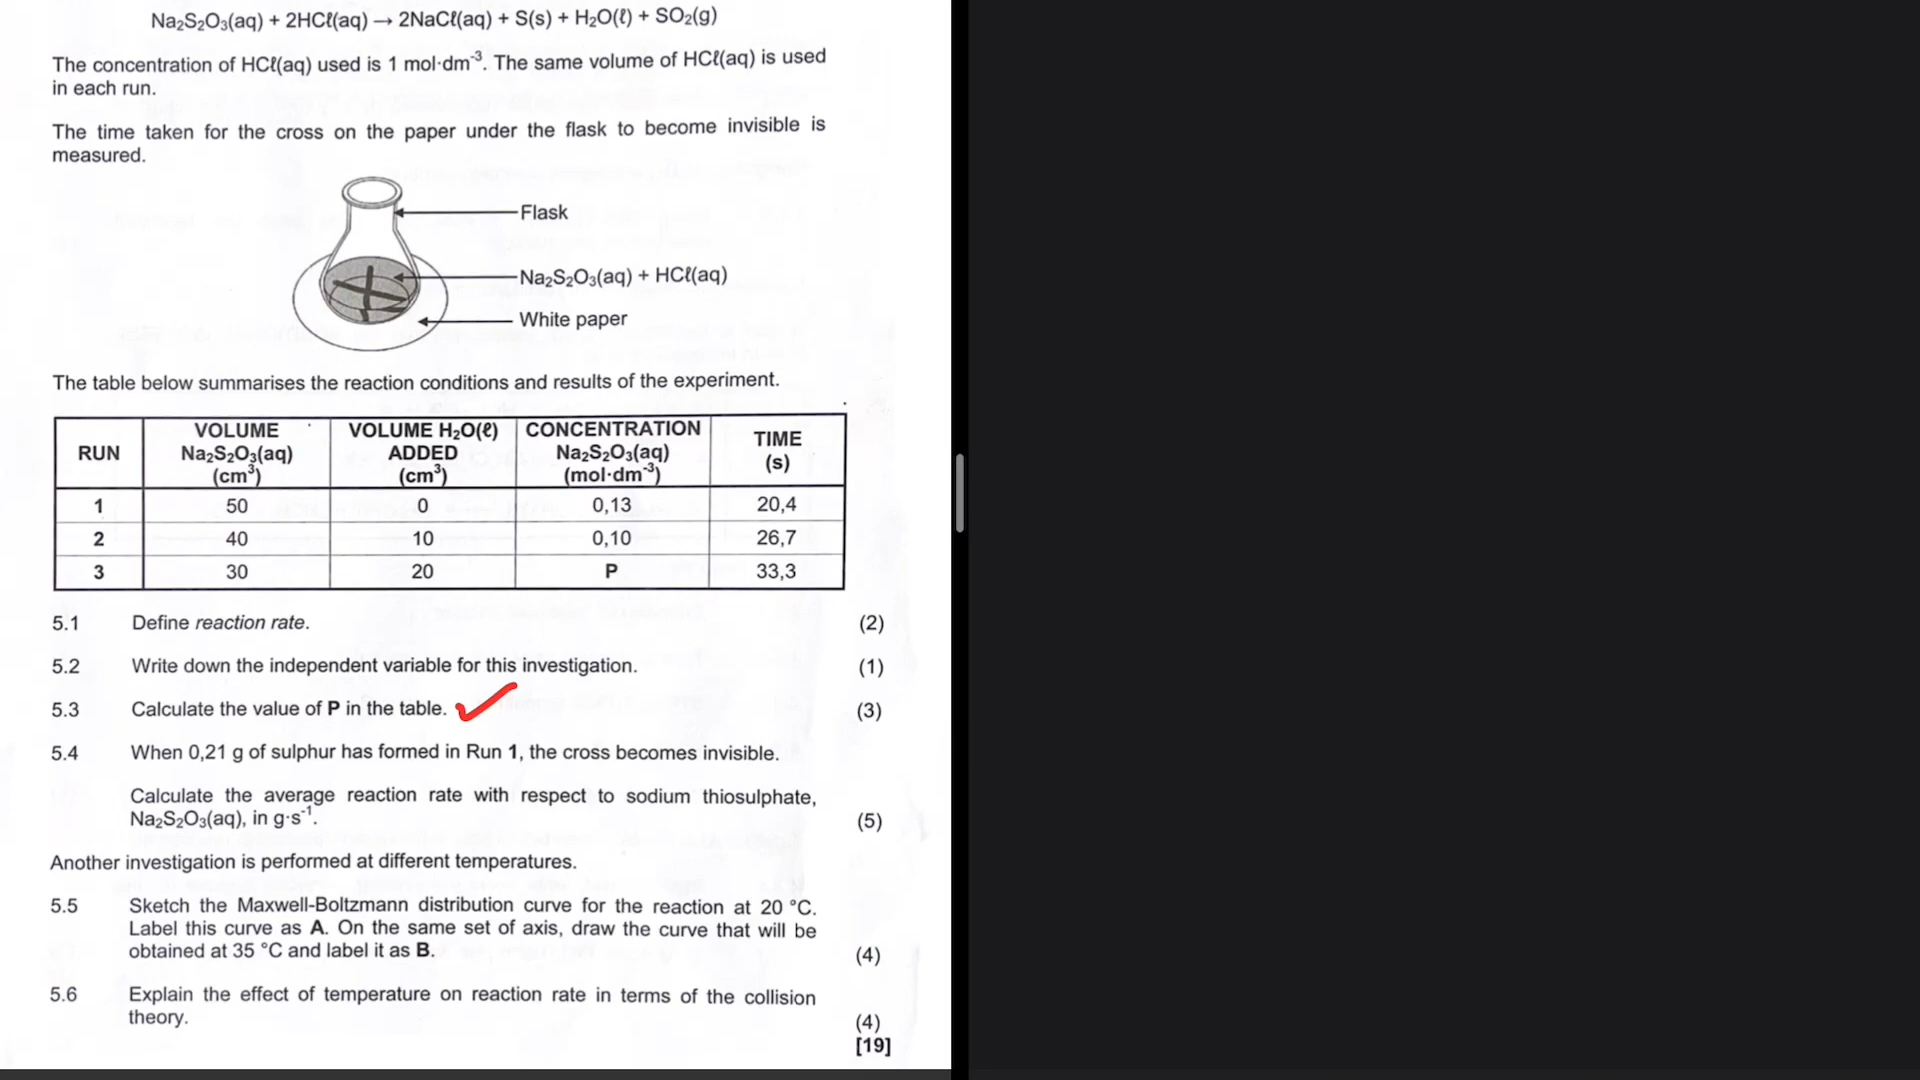 Na₂S₂O₃(aq) + 2HCℓ(aq) → 2NaCℓ(aq) + S(s) + H₂O(ℓ) + SO₂(g)
The concentration of HCℓ(aq) used is 1 mol·dm⁻³. The same volume of HCℓ(aq) is used
in each run.
The time taken for the cross on the paper under the flask to become invisible is
measured.
Flask
Na₂S₂O₃(aq) + HCℓ(aq)
White paper
The table below summarises the reaction conditions and results of the experiment.
RUN | VOLUME Na₂S₂O₃(aq) (cm³) | VOLUME H₂O(ℓ) ADDED (cm³) | CONCENTRATION Na₂S₂O₃(aq) (mol·dm⁻³) | TIME (s)
1 | 50 | 0 | 0,13 | 20,4
2 | 40 | 10 | 0,10 | 26,7
3 | 30 | 20 | P | 33,3
5.1 Define reaction rate. (2)
5.2 Write down the independent variable for this investigation. (1)
5.3 Calculate the value of P in the table. (3)
5.4 When 0,21 g of sulphur has formed in Run 1, the cross becomes invisible.
Calculate the average reaction rate with respect to sodium thiosulphate,
Na₂S₂O₃(aq), in g·s⁻¹. (5)
Another investigation is performed at different temperatures.
5.5 Sketch the Maxwell-Boltzmann distribution curve for the reaction at 20 °C.
Label this curve as A. On the same set of axis, draw the curve that will be
obtained at 35 °C and label it as B. (4)
5.6 Explain the effect of temperature on reaction rate in terms of the collision
theory. (4)
[19]